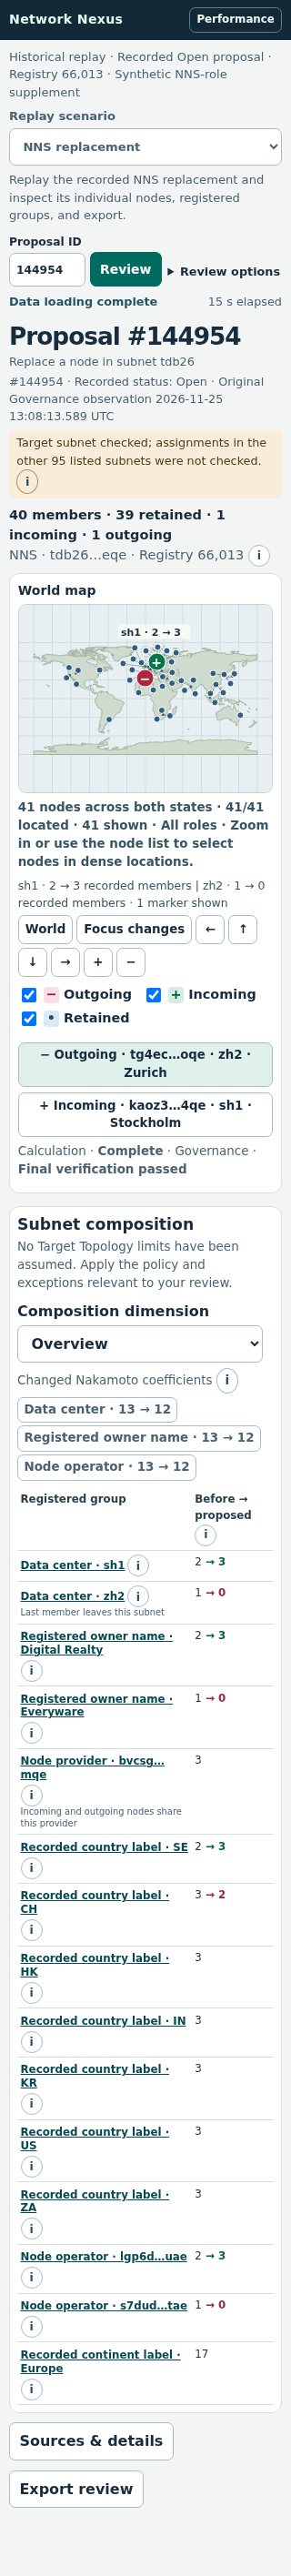 Network Nexus
Performance
Historical replay · Recorded Open proposal ·
Registry 66,013 · Synthetic NNS-role
supplement
Replay scenario
NNS replacement
Replay the recorded NNS replacement and
inspect its individual nodes, registered
groups, and export.
Proposal ID
144954
Review
▶ Review options
Data loading complete
15 s elapsed
Proposal #144954
Replace a node in subnet tdb26
#144954 · Recorded status: Open · Original
Governance observation 2026-11-25
13:08:13.589 UTC
Target subnet checked; assignments in the
other 95 listed subnets were not checked.
i
40 members · 39 retained · 1
incoming · 1 outgoing
NNS · tdb26…eqe · Registry 66,013 i
World map
sh1 · 2 → 3
+
−
41 nodes across both states · 41/41
located · 41 shown · All roles · Zoom
in or use the node list to select
nodes in dense locations.
sh1 · 2 → 3 recorded members | zh2 · 1 → 0
recorded members · 1 marker shown
World
Focus changes
←
↑
↓
→
+
−
− Outgoing
+ Incoming
• Retained
− Outgoing · tg4ec…oqe · zh2 ·
Zurich
+ Incoming · kaoz3…4qe · sh1 ·
Stockholm
Calculation · Complete · Governance ·
Final verification passed
Subnet composition
No Target Topology limits have been
assumed. Apply the policy and
exceptions relevant to your review.
Composition dimension
Overview
Changed Nakamoto coefficients i
Data center · 13 → 12
Registered owner name · 13 → 12
Node operator · 13 → 12
Registered group
Before →
proposed
i
Data center · sh1 i
2 → 3
Data center · zh2 i
1 → 0
Last member leaves this subnet
Registered owner name ·
Digital Realty
i
2 → 3
Registered owner name ·
Everyware
i
1 → 0
Node provider · bvcsg…
mqe
i
3
Incoming and outgoing nodes share
this provider
Recorded country label · SE
i
2 → 3
Recorded country label ·
CH
i
3 → 2
Recorded country label ·
HK
i
3
Recorded country label · IN
i
3
Recorded country label ·
KR
i
3
Recorded country label ·
US
i
3
Recorded country label ·
ZA
i
3
Node operator · lgp6d…uae
i
2 → 3
Node operator · s7dud…tae
i
1 → 0
Recorded continent label ·
Europe
i
17
Sources & details
Export review